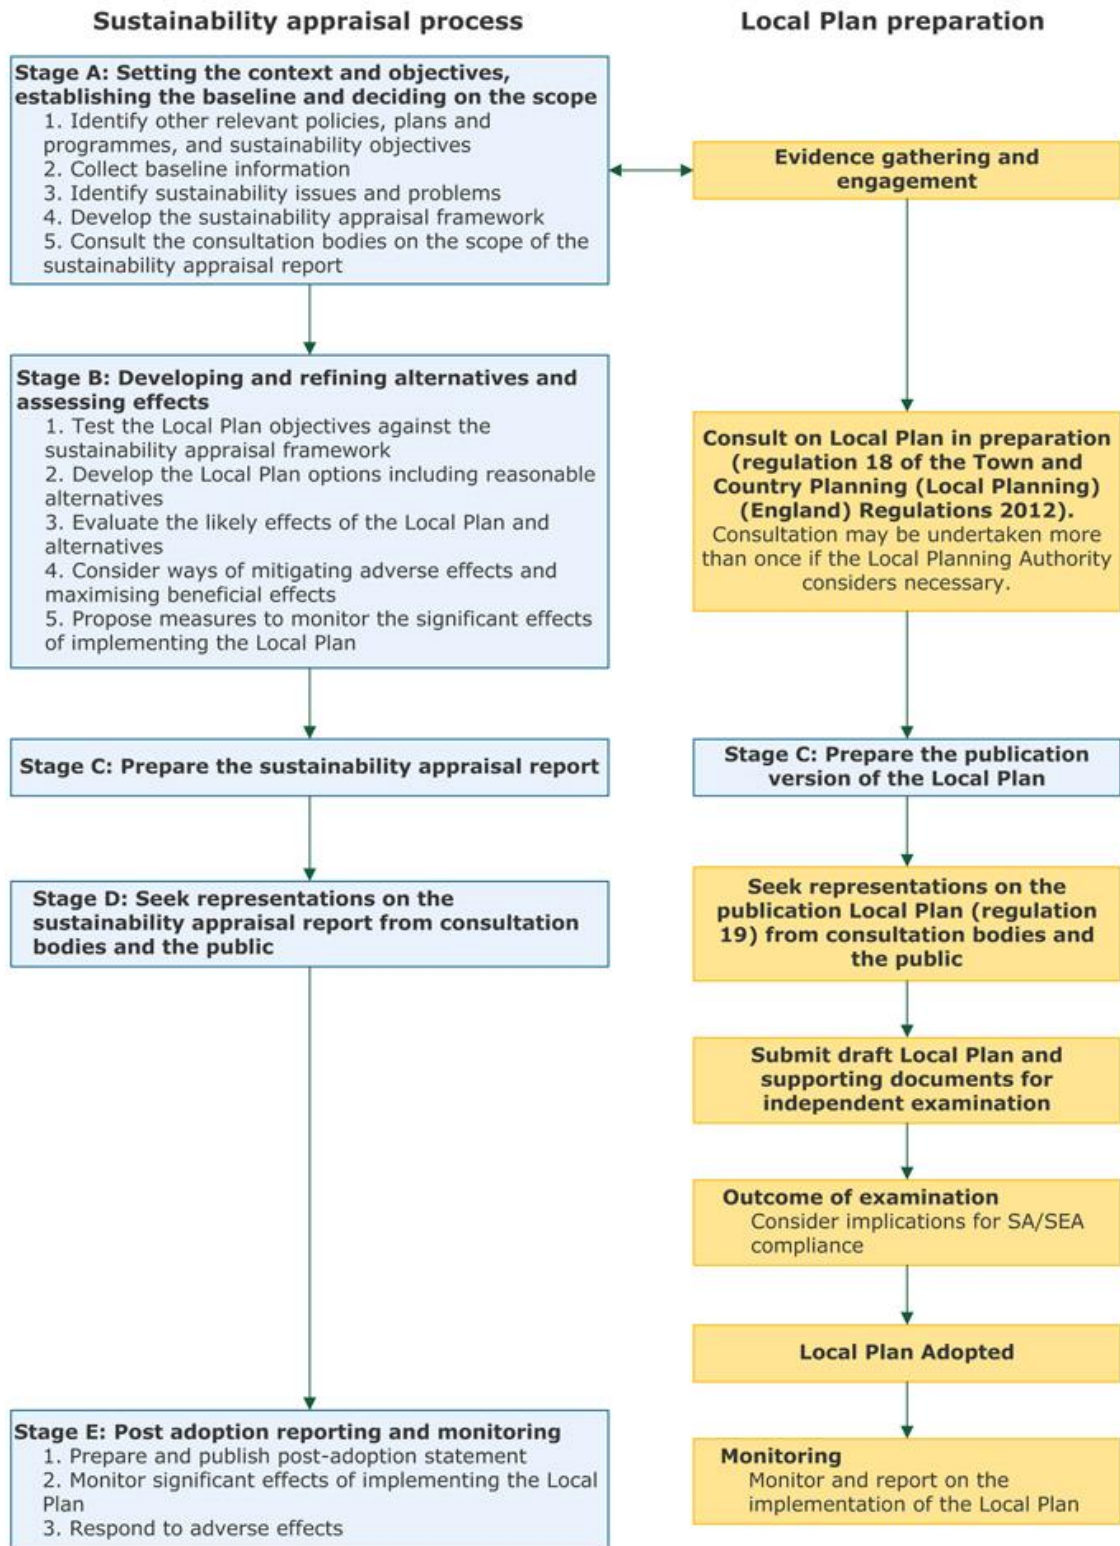 Sustainability appraisal process
Local Plan preparation
Stage A: Setting the context and objectives,
establishing the baseline and deciding on the scope
1. Identify other relevant policies, plans and
programmes, and sustainability objectives
2. Collect baseline information
3. Identify sustainability issues and problems
4. Develop the sustainability appraisal framework
5. Consult the consultation bodies on the scope of the
sustainability appraisal report
Evidence gathering and
engagement
Stage B: Developing and refining alternatives and
assessing effects
1. Test the Local Plan objectives against the
sustainability appraisal framework
2. Develop the Local Plan options including reasonable
alternatives
3. Evaluate the likely effects of the Local Plan and
alternatives
4. Consider ways of mitigating adverse effects and
maximising beneficial effects
5. Propose measures to monitor the significant effects
of implementing the Local Plan
Consult on Local Plan in preparation
(regulation 18 of the Town and
Country Planning (Local Planning)
(England) Regulations 2012).
Consultation may be undertaken more
than once if the Local Planning Authority
considers necessary.
Stage C: Prepare the sustainability appraisal report
Stage C: Prepare the publication
version of the Local Plan
Stage D: Seek representations on the
sustainability appraisal report from consultation
bodies and the public
Seek representations on the
publication Local Plan (regulation
19) from consultation bodies and
the public
Submit draft Local Plan and
supporting documents for
independent examination
Outcome of examination
Consider implications for SA/SEA
compliance
Local Plan Adopted
Stage E: Post adoption reporting and monitoring
1. Prepare and publish post-adoption statement
2. Monitor significant effects of implementing the Local
Plan
3. Respond to adverse effects
Monitoring
Monitor and report on the
implementation of the Local Plan